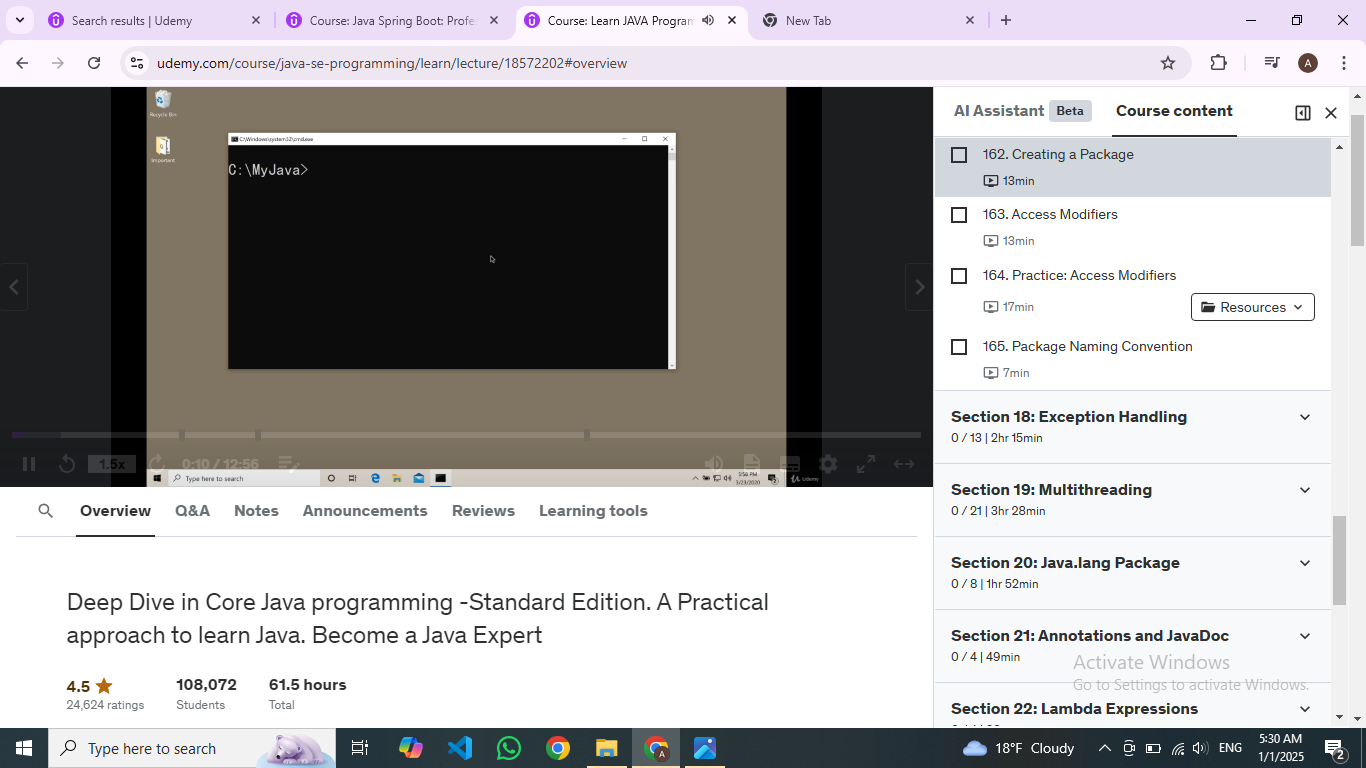 Search results | Udemy
Course: Java Spring Boot: Profe
Course: Learn JAVA Program
New Tab
udemy.com/course/java-se-programming/learn/lecture/18572202#overview
A
Recycle Bin
Important
C:\Windows\system32\cmd.exe
C:\MyJava>
1.5x
0:10 / 12:56
Type here to search
3:58 PM
3/23/2020
Udemy
AI Assistant Beta
Course content
162. Creating a Package
13min
163. Access Modifiers
13min
164. Practice: Access Modifiers
17min
Resources
165. Package Naming Convention
7min
Section 18: Exception Handling
0 / 13 | 2hr 15min
Section 19: Multithreading
0 / 21 | 3hr 28min
Section 20: Java.lang Package
0 / 8 | 1hr 52min
Section 21: Annotations and JavaDoc
0 / 4 | 49min
Section 22: Lambda Expressions
Activate Windows
Go to Settings to activate Windows.
Overview Q&A Notes Announcements Reviews Learning tools
Deep Dive in Core Java programming -Standard Edition. A Practical
approach to learn Java. Become a Java Expert
4.5 108,072 61.5 hours
24,624 ratings Students Total
Type here to search
18°F Cloudy
ENG
5:30 AM
1/1/2025
2